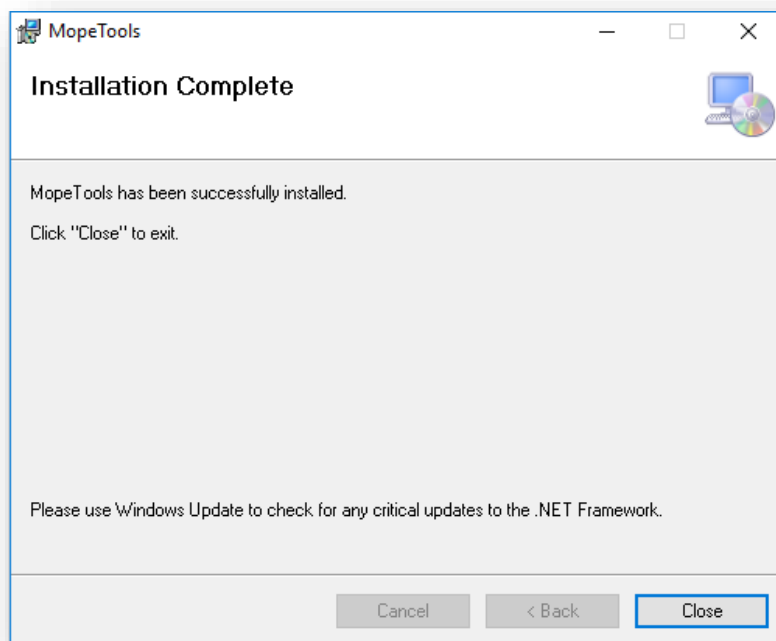 MopeTools
Installation Complete
MopeTools has been successfully installed.
Click "Close" to exit.
Please use Windows Update to check for any critical updates to the .NET Framework.
Cancel
< Back
Close